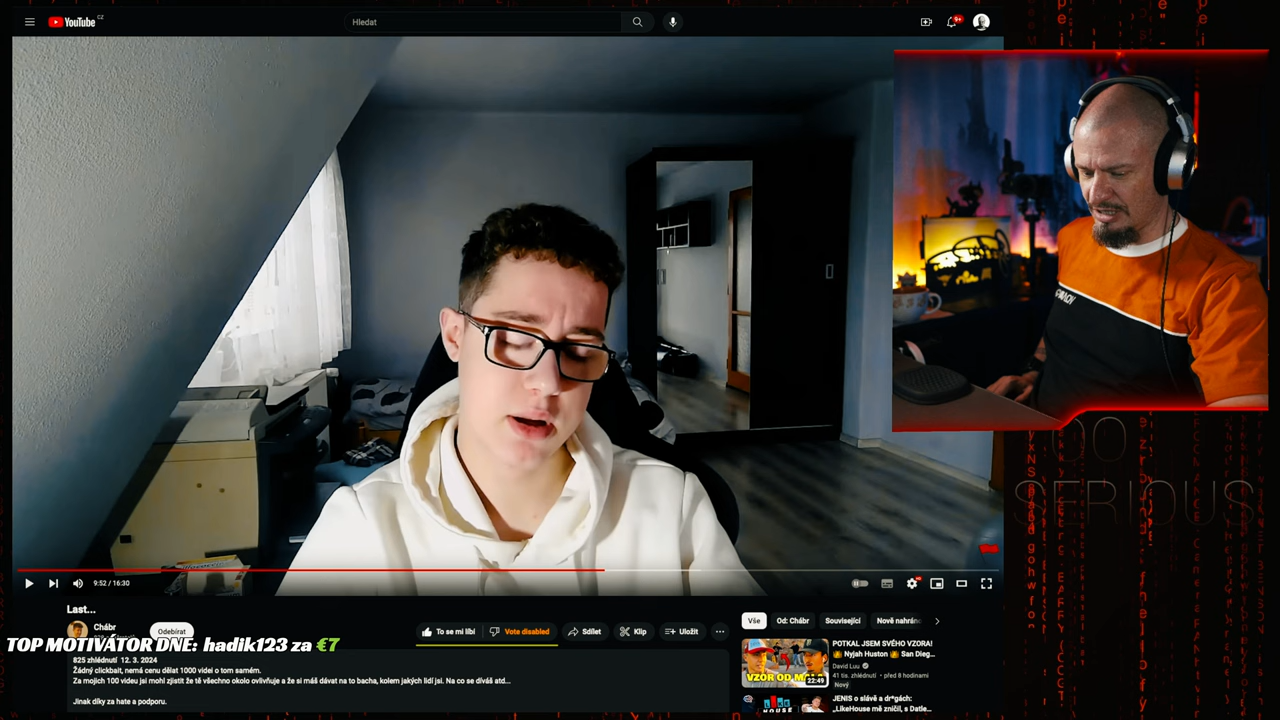 YouTube CZ
Hledat
9+
9:52 / 16:30
SERIOUS
Last...
Chábr
Odebírat
To se mi líbí
Vote disabled
Sdílet
Klip
Uložit
TOP MOTIVÁTOR DNE: hadik123 za €7
825 zhlédnutí 12. 3. 2024
Žádný clickbait, nemá cenu dělat 1000 videí o tom samém.
Za mojich 100 videu jsi mohl zjistit že tě všechno okolo ovlivňuje a že si máš dávat na to bacha, kolem jakých lidí jsi. Na co se díváš atd...
Jinak díky za hate a podporu.
Vše
Od: Chábr
Související
Nově nahrán
22:49
POTKAL JSEM SVÉHO VZORA!
Nyjah Huston
San Dieg...
David Luu
41 tis. zhlédnutí • před 8 hodinami
Nový
JENIS o slávě a dr*gách:
„LikeHouse mě zničil, s Datle...